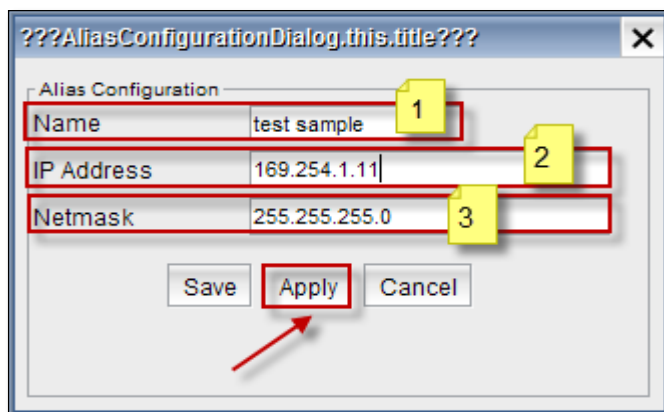 ???AliasConfigurationDialog.this.title???
Alias Configuration
Name test sample 1
IP Address 169.254.1.11 2
Netmask 255.255.255.0 3
Save Apply Cancel